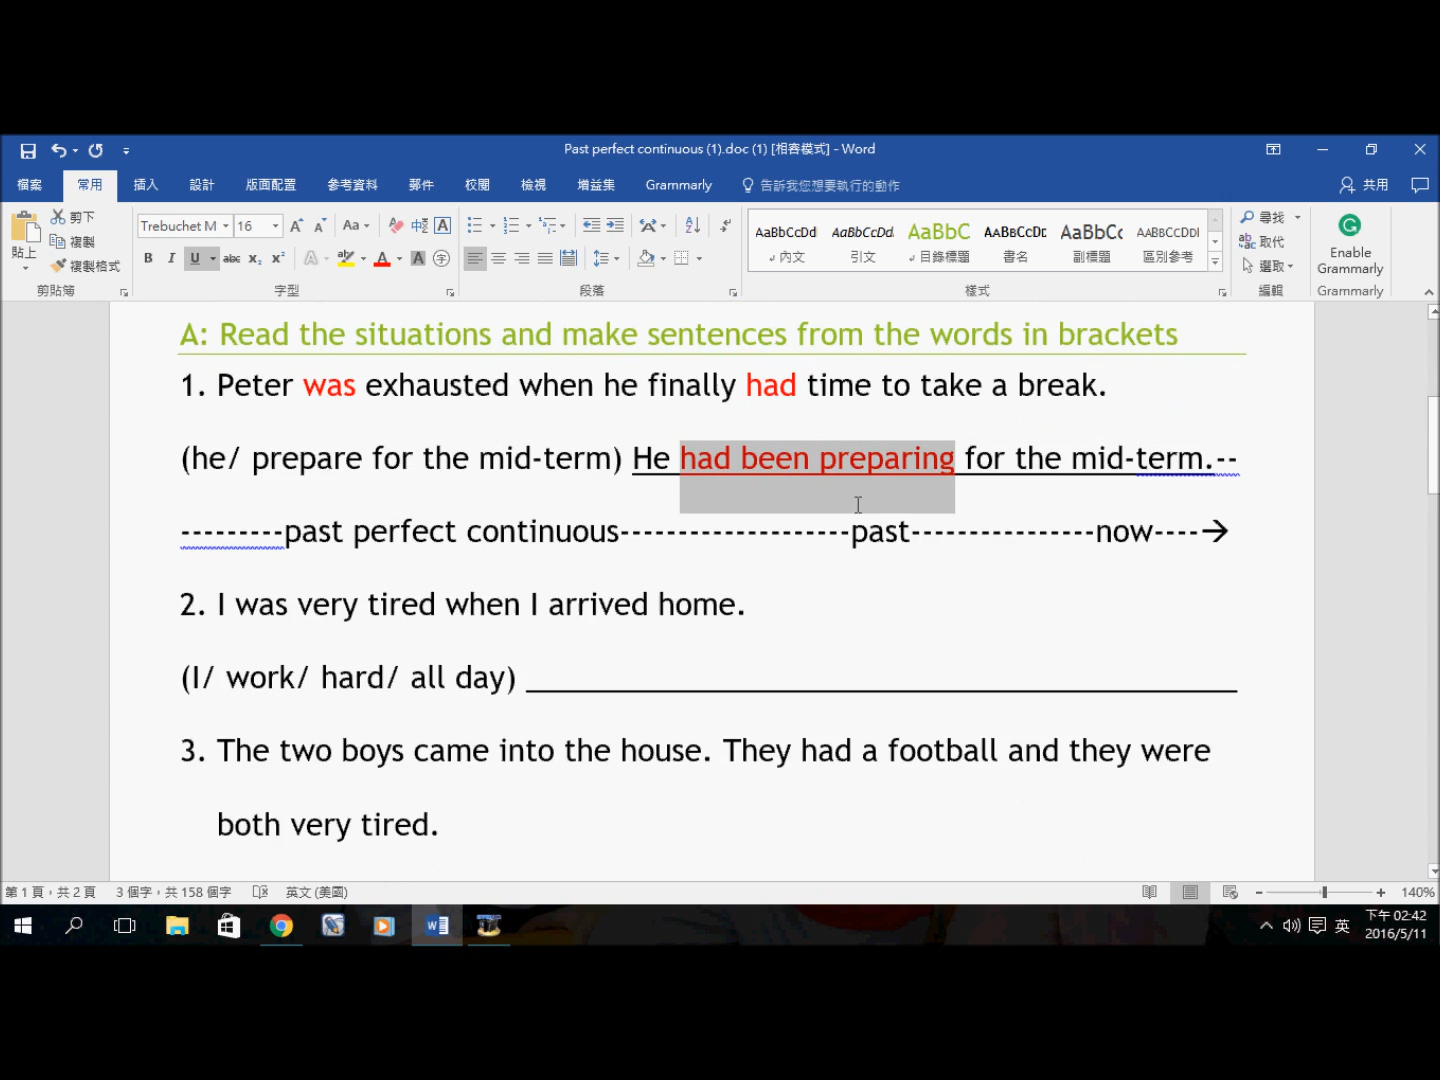 Past perfect continuous (1).doc (1) [相容模式] - Word
檔案 常用 插入 設計 版面配置 參考資料 郵件 校閱 檢視 增益集 Grammarly 告訴我您想要執行的動作 共用
貼上 剪下 複製 複製格式
Trebuchet M 16
AaBbCcDd AaBbCcDd AaBbC AaBbCcDc AaBbCc AABBCCDDI
內文 引文 目錄標題 書名 副標題 區別參考
尋找 取代 選取
Enable Grammarly
剪貼簿 字型 段落 樣式 編輯 Grammarly
A: Read the situations and make sentences from the words in brackets
1. Peter was exhausted when he finally had time to take a break.
(he/ prepare for the mid-term) He had been preparing for the mid-term.--
---------past perfect continuous--------------------past----------------now----→
2. I was very tired when I arrived home.
(I/ work/ hard/ all day) ________________________________________
3. The two boys came into the house. They had a football and they were
both very tired.
第 1 頁，共 2 頁 3 個字，共 158 個字 英文 (美國) 140%
英 下午 02:42
2016/5/11